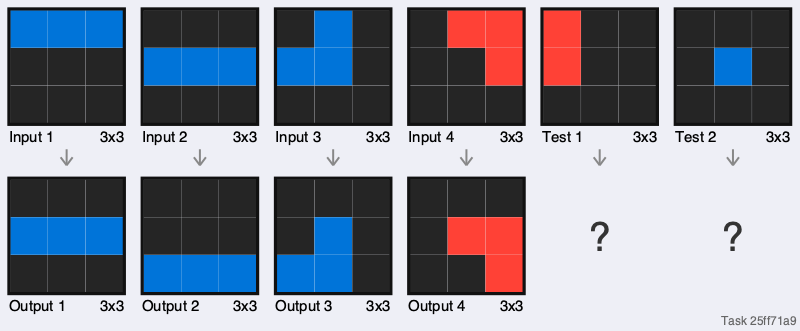 Input 1 3x3
Input 2 3x3
Input 3 3x3
Input 4 3x3
Test 1 3x3
Test 2 3x3
? ?
Output 1 3x3
Output 2 3x3
Output 3 3x3
Output 4 3x3
Task 25ff71a9